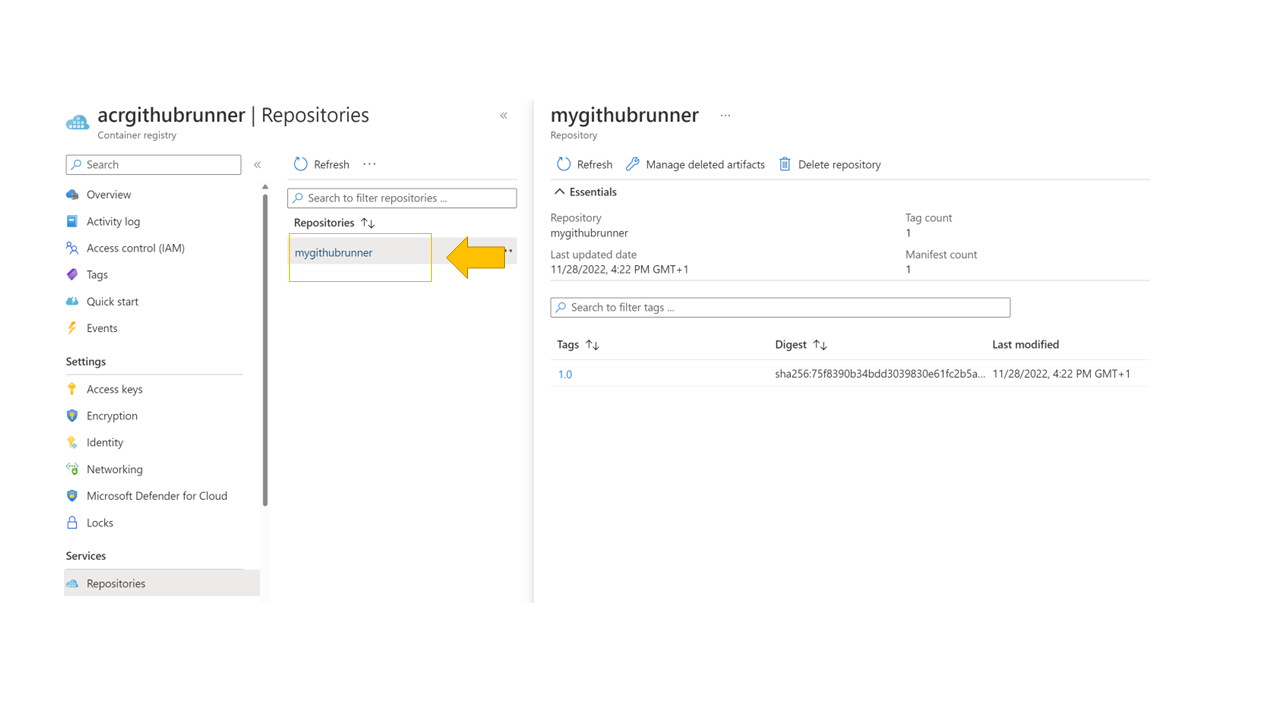 acrgithubrunner | Repositories
Container registry
Search
Overview
Activity log
Access control (IAM)
Tags
Quick start
Events
Settings
Access keys
Encryption
Identity
Networking
Microsoft Defender for Cloud
Locks
Services
Repositories
Refresh
Search to filter repositories ...
Repositories
mygithubrunner
mygithubrunner
Repository
Refresh Manage deleted artifacts Delete repository
Essentials
Repository Tag count
mygithubrunner 1
Last updated date Manifest count
11/28/2022, 4:22 PM GMT+1 1
Search to filter tags ...
Tags Digest Last modified
1.0 sha256:75f8390b34bdd3039830e61fc2b5a... 11/28/2022, 4:22 PM GMT+1